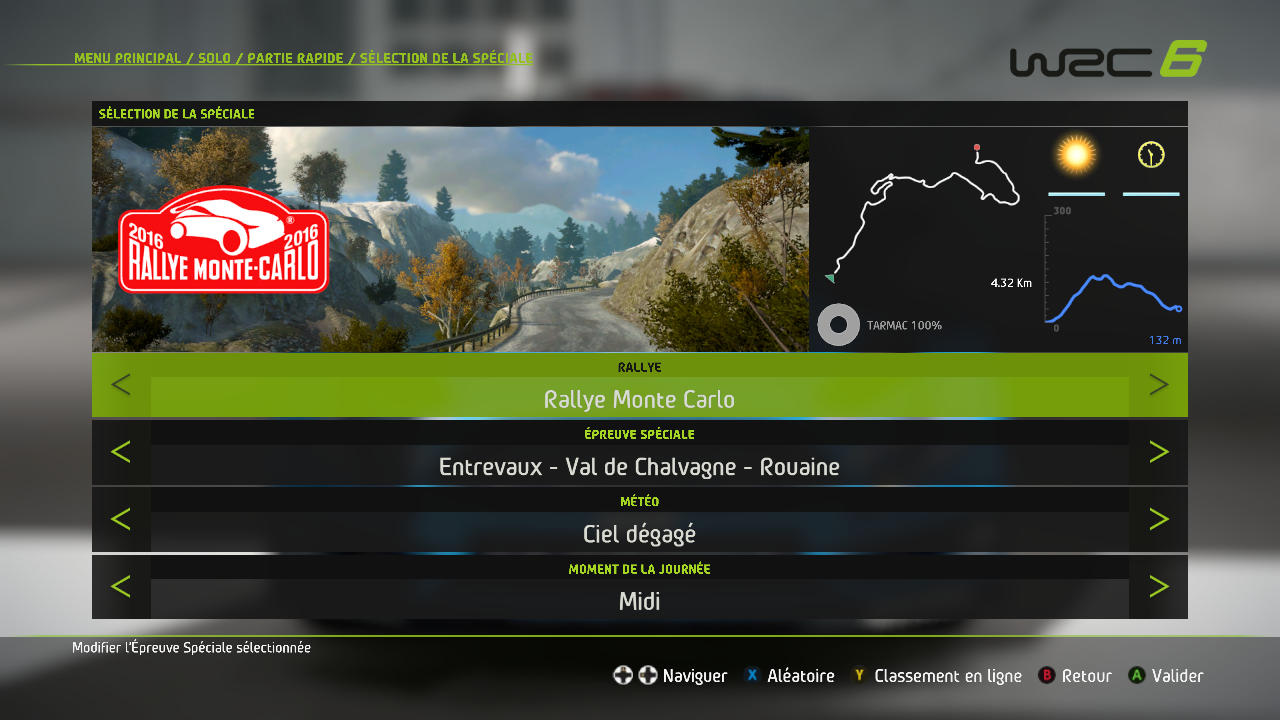 MENU PRINCIPAL / SOLO / PARTIE RAPIDE / SÉLECTION DE LA SPÉCIALE
WRC 6
SÉLECTION DE LA SPÉCIALE
2016 2016
®
RALLYE MONTE-CARLO
300
4.32 Km
TARMAC 100%
0
132 m
RALLYE
< Rallye Monte Carlo >
ÉPREUVE SPÉCIALE
< Entrevaux - Val de Chalvagne - Rouaine >
MÉTÉO
< Ciel dégagé >
MOMENT DE LA JOURNÉE
< Midi >
Modifier l'Épreuve Spéciale sélectionnée
Naviguer X Aléatoire Y Classement en ligne B Retour A Valider